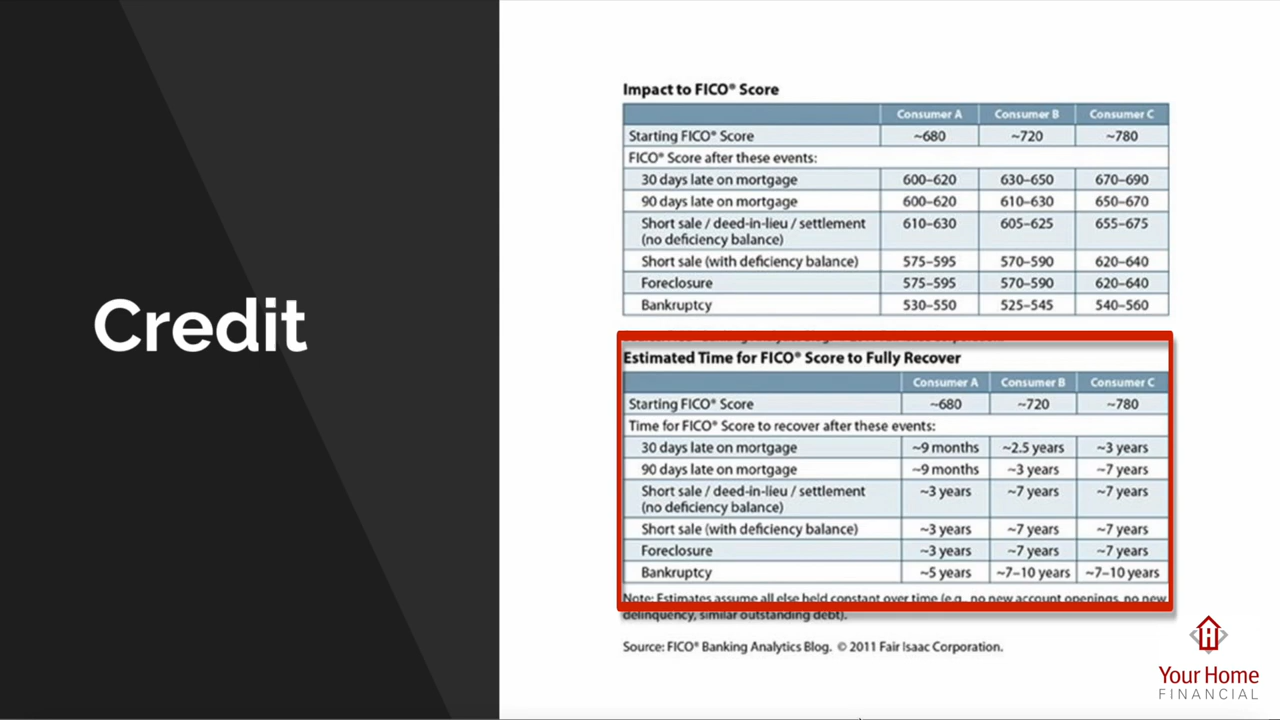 Credit
Impact to FICO® Score
Consumer A Consumer B Consumer C
Starting FICO® Score ~680 ~720 ~780
FICO® Score after these events:
30 days late on mortgage 600–620 630–650 670–690
90 days late on mortgage 600–620 610–630 650–670
Short sale / deed-in-lieu / settlement 610–630 605–625 655–675
(no deficiency balance)
Short sale (with deficiency balance) 575–595 570–590 620–640
Foreclosure 575–595 570–590 620–640
Bankruptcy 530–550 525–545 540–560
Estimated Time for FICO® Score to Fully Recover
Consumer A Consumer B Consumer C
Starting FICO® Score ~680 ~720 ~780
Time for FICO® Score to recover after these events:
30 days late on mortgage ~9 months ~2.5 years ~3 years
90 days late on mortgage ~9 months ~3 years ~7 years
Short sale / deed-in-lieu / settlement ~3 years ~7 years ~7 years
(no deficiency balance)
Short sale (with deficiency balance) ~3 years ~7 years ~7 years
Foreclosure ~3 years ~7 years ~7 years
Bankruptcy ~5 years ~7–10 years ~7–10 years
Note: Estimates assume all else held constant over time (e.g., no new account openings, no new
delinquency, similar outstanding debt).
Source: FICO® Banking Analytics Blog. © 2011 Fair Isaac Corporation.
Your Home
FINANCIAL